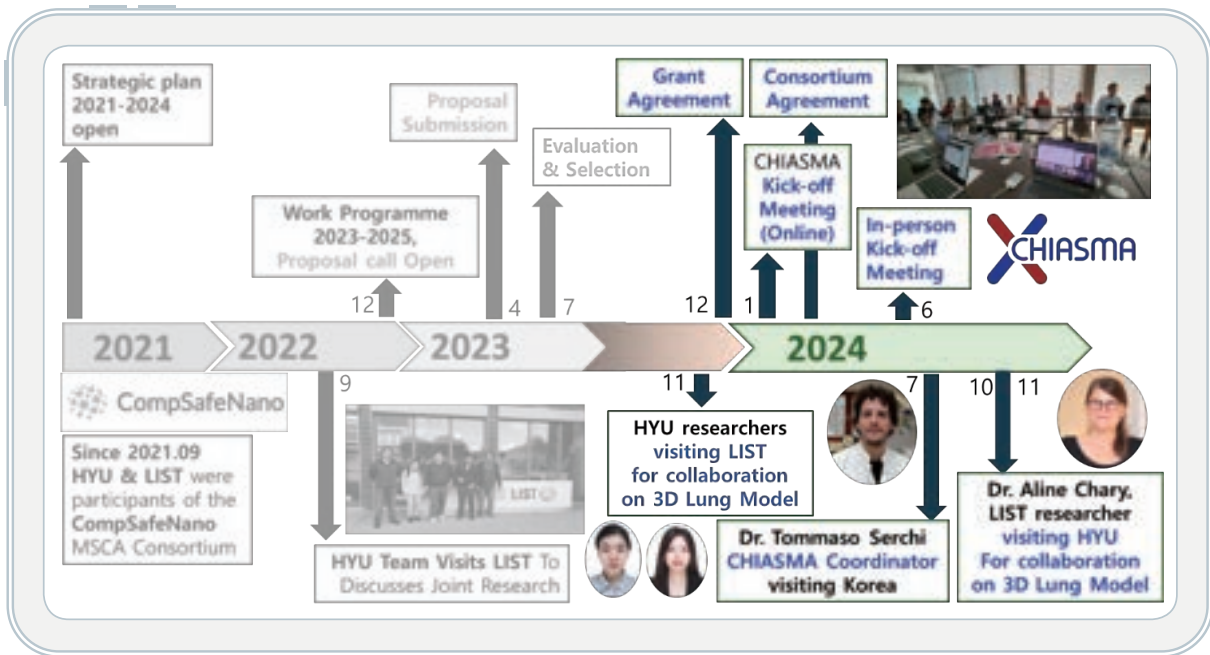 Strategic plan
2021-2024
open
Proposal
Submission
Evaluation
& Selection
Work Programme
2023-2025,
Proposal call Open
Grant
Agreement
Consortium
Agreement
CHIASMA
Kick-off
Meeting
(Online)
In-person
Kick-off
Meeting
CHIASMA
12
4
7
12
1
6
2021
2022
2023
2024
CompSafeNano
9
11
7
10
11
Since 2021.09
HYU & LIST were
participants of the
CompSafeNano
MSCA Consortium
LIST
HYU Team Visits LIST To
Discusses Joint Research
HYU researchers
visiting LIST
for collaboration
on 3D Lung Model
Dr. Tommaso Serchi
CHIASMA Coordinator
visiting Korea
Dr. Aline Chary,
LIST researcher
visiting HYU
For collaboration
on 3D Lung Model